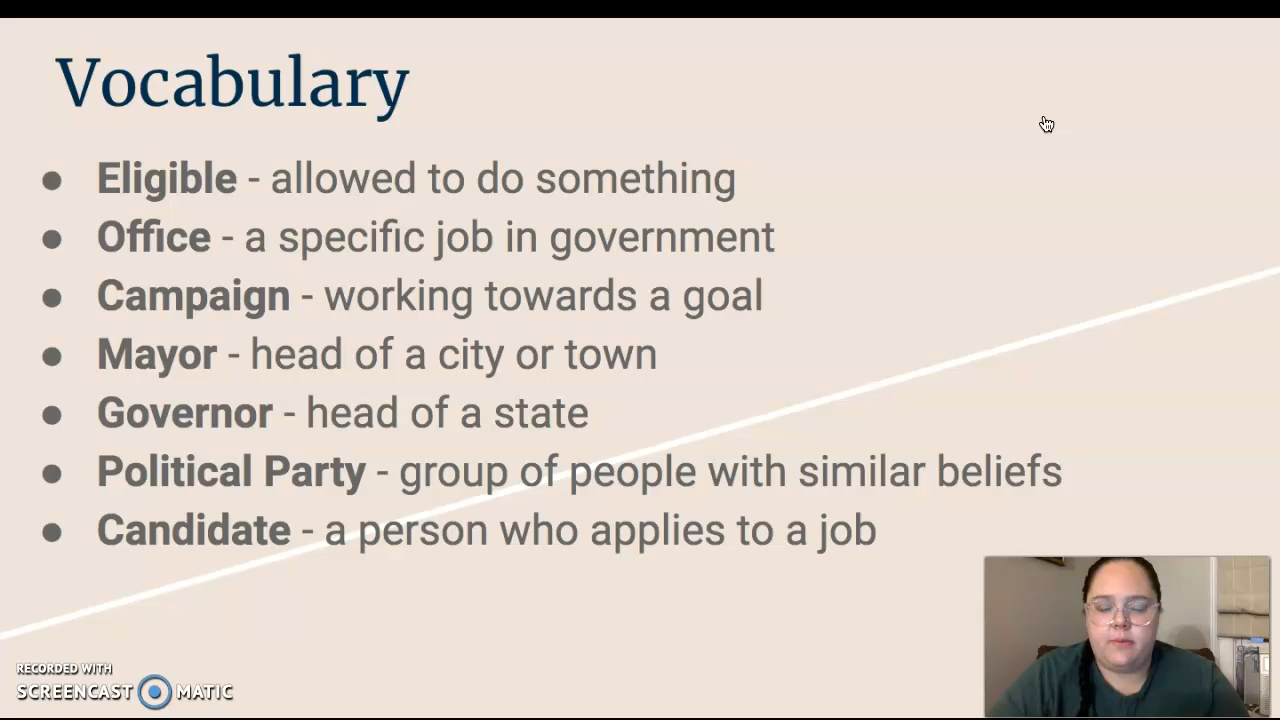 Vocabulary
● Eligible - allowed to do something
● Office - a specific job in government
● Campaign - working towards a goal
● Mayor - head of a city or town
● Governor - head of a state
● Political Party - group of people with similar beliefs
● Candidate - a person who applies to a job
RECORDED WITH
SCREENCAST MATIC